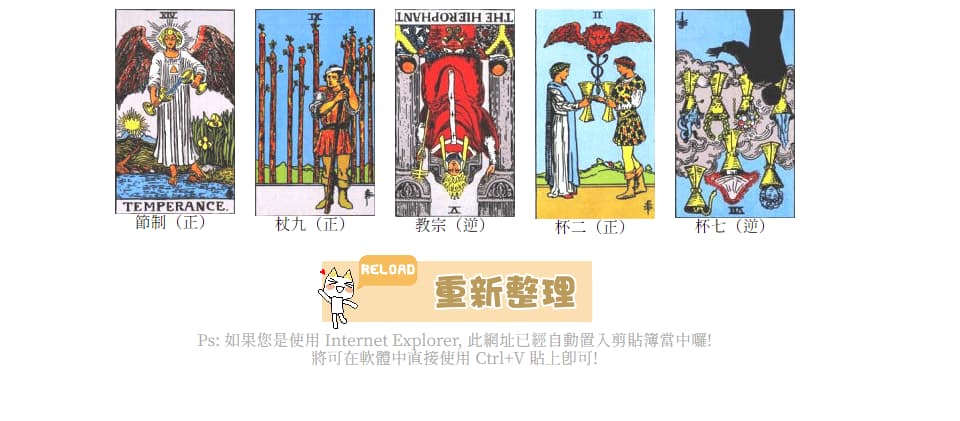 XIV
IX
THE HIEROPHANT
II
TEMPERANCE.
V
VII
節制（正）
杖九（正）
教宗（逆）
杯二（正）
杯七（逆）
RELOAD
重新整理
Ps: 如果您是使用 Internet Explorer, 此網址已經自動置入剪貼簿當中囉!
將可在軟體中直接使用 Ctrl+V 貼上卽可!